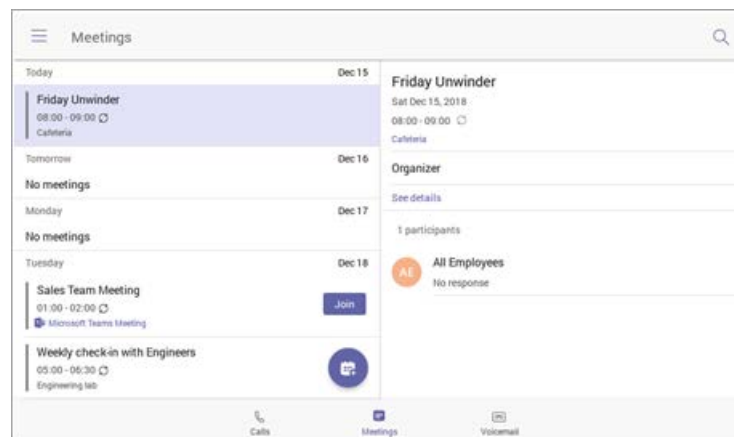 Meetings
Today Dec 15
Friday Unwinder
08:00 - 09:00
Cafeteria
Tomorrow Dec 16
No meetings
Monday Dec 17
No meetings
Tuesday Dec 18
Sales Team Meeting
01:00 - 02:00
Microsoft Teams Meeting
Join
Weekly check-in with Engineers
05:00 - 06:30
Engineering lab
Friday Unwinder
Sat Dec 15, 2018
08:00 - 09:00
Cafeteria
Organizer
See details
1 participants
AE
All Employees
No response
Calls
Meetings
Voicemail